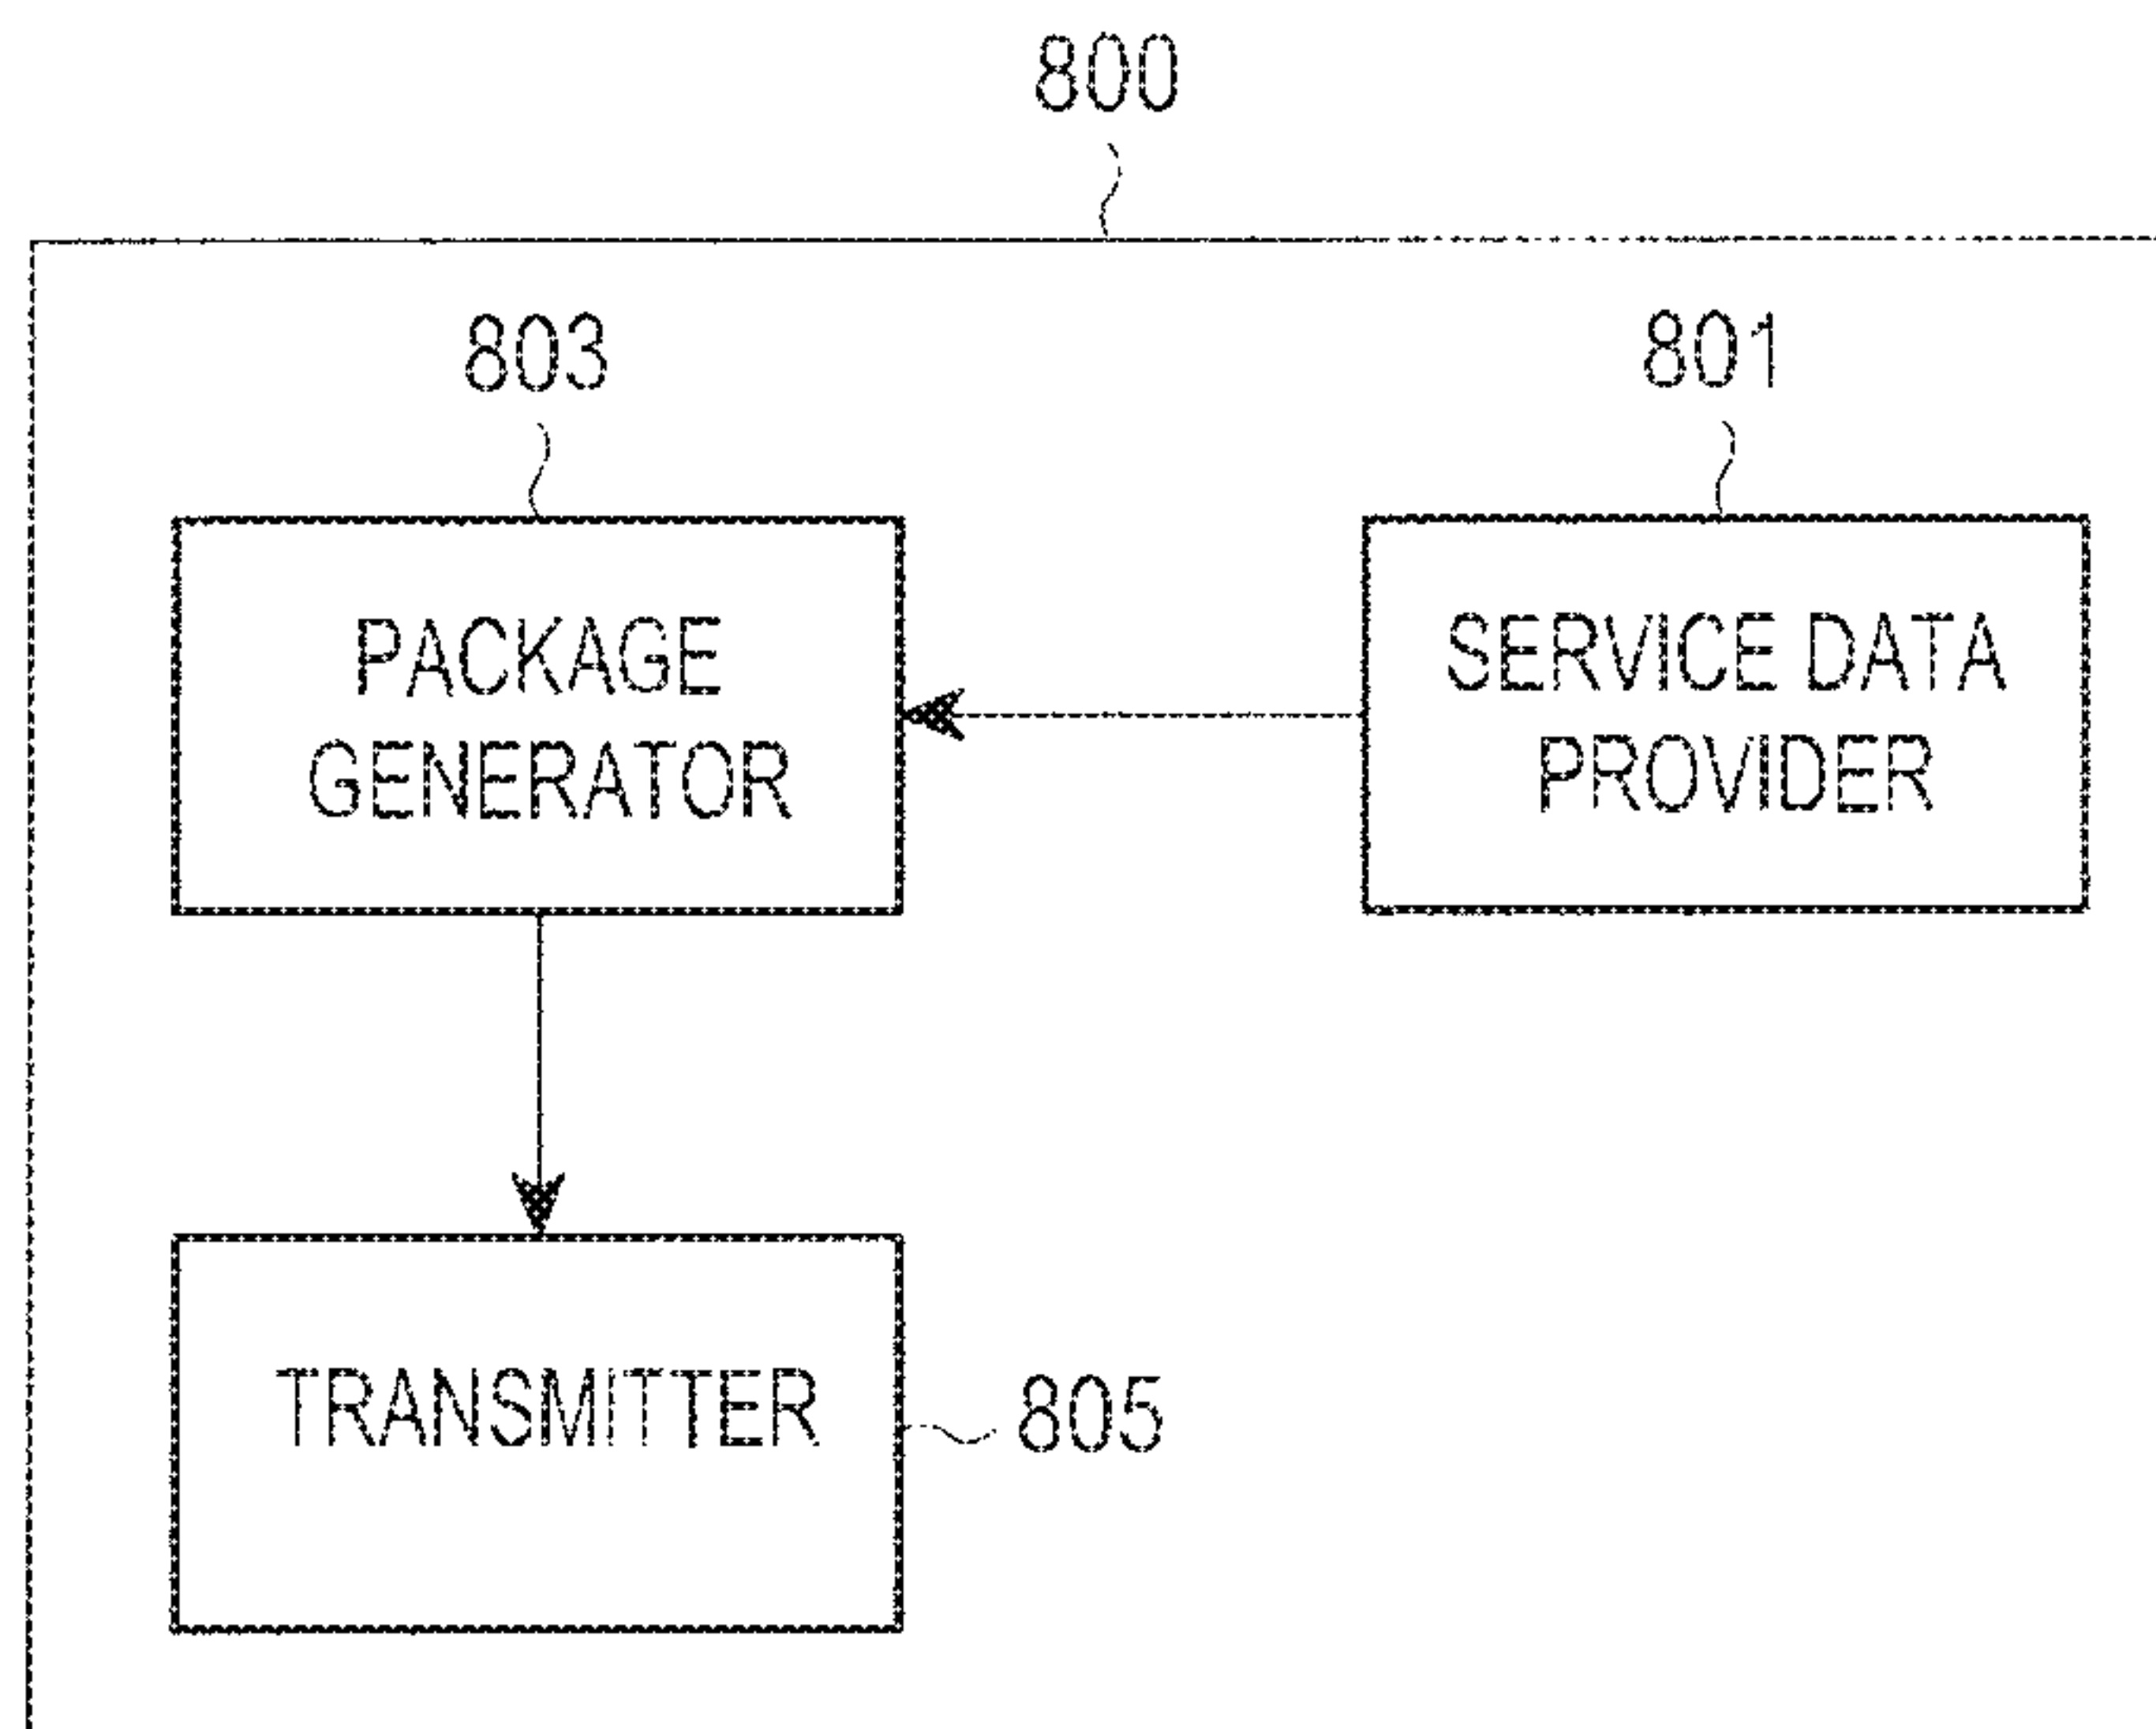 800
803
801
PACKAGE
GENERATOR
SERVICE DATA
PROVIDER
TRANSMITTER
805